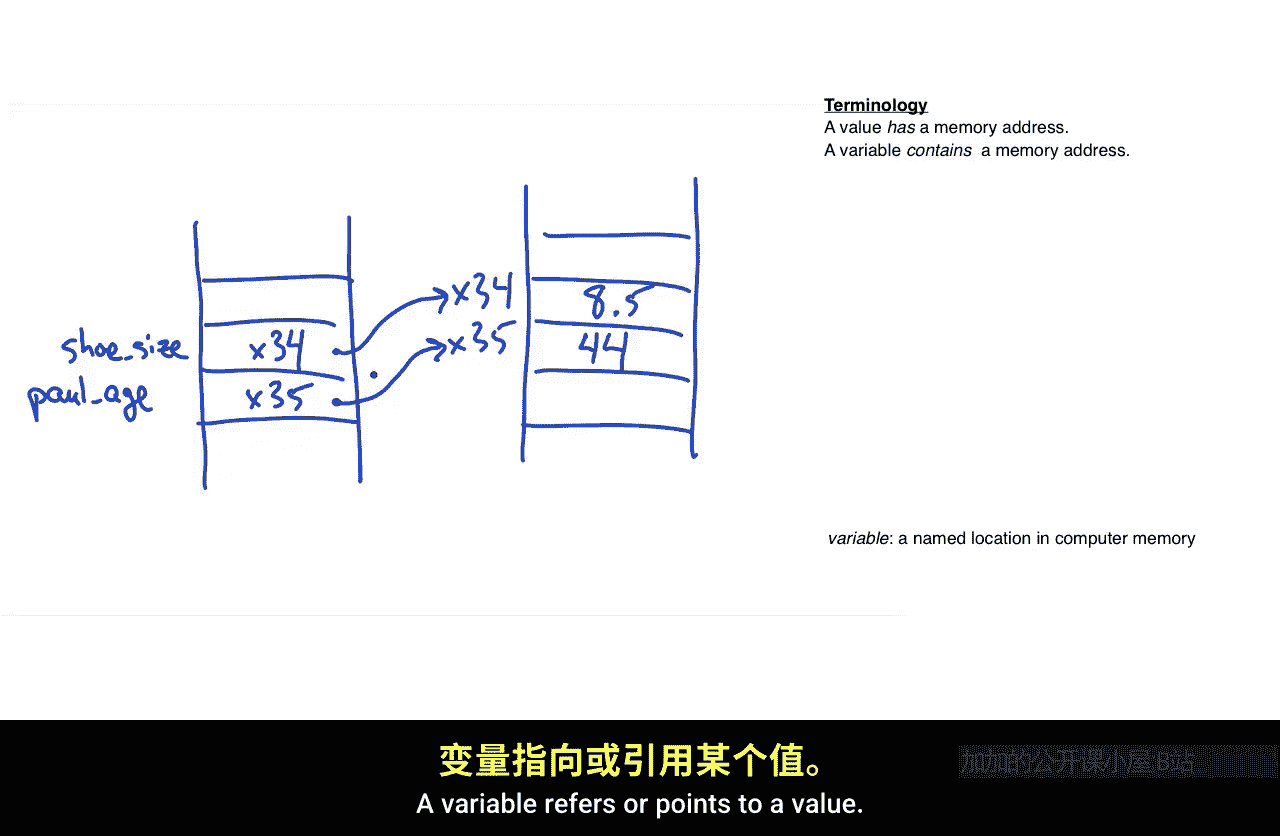 Terminology
A value has a memory address.
A variable contains a memory address.
x34
8.5
shoe_size
x34
x35
44
paul_age
x35
variable: a named location in computer memory
变量指向或引用某个值。
加加的公开课小屋 B站
A variable refers or points to a value.